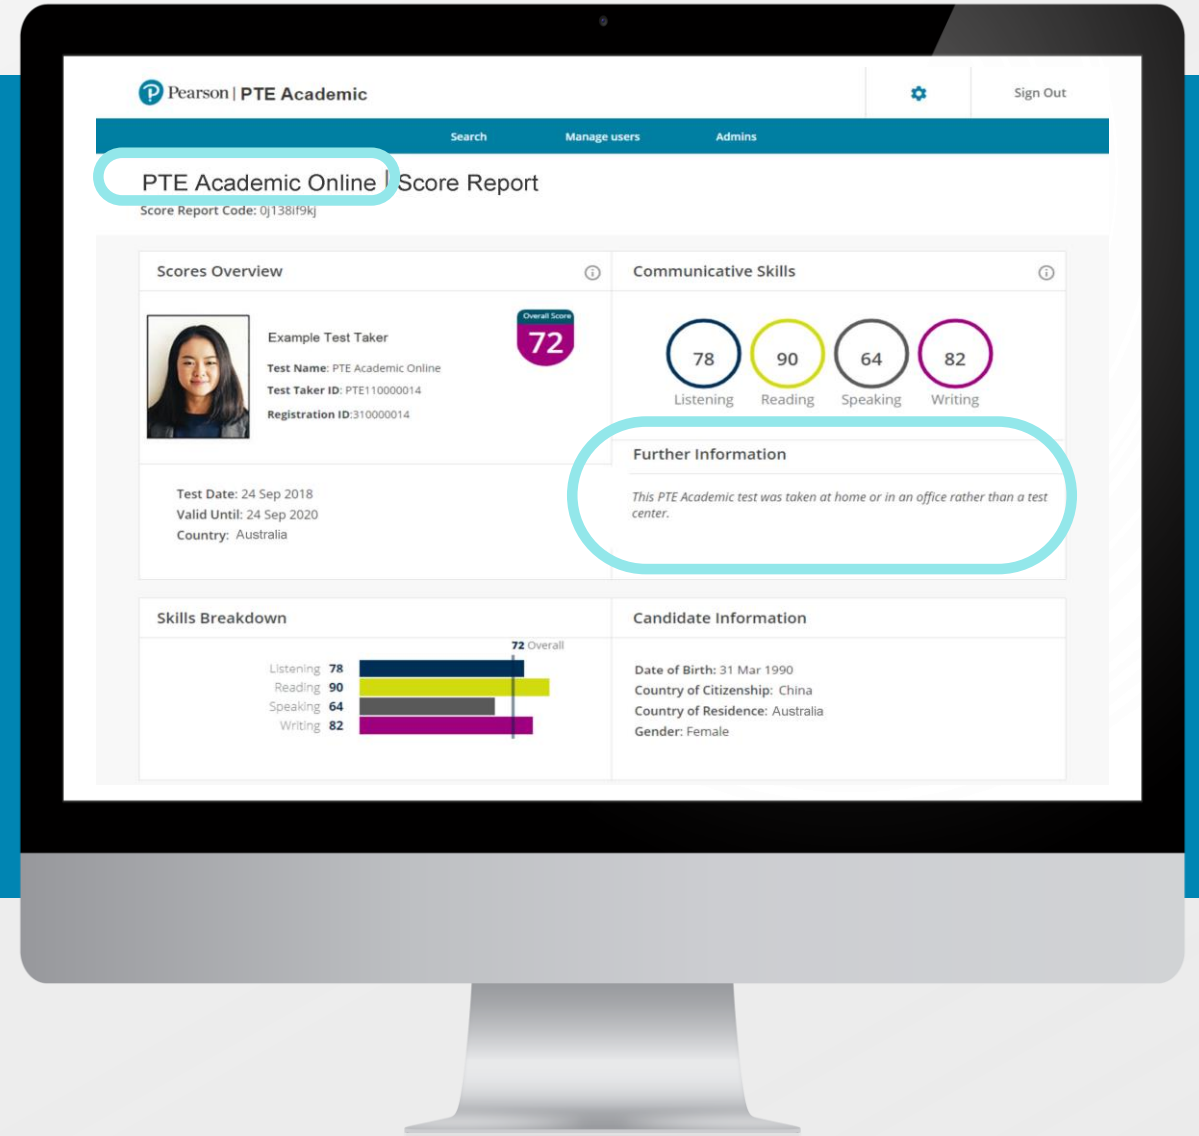 Pearson | PTE Academic
Sign Out
Search Manage users Admins
PTE Academic Online | Score Report
Score Report Code: 0j138if9kj
Scores Overview
Example Test Taker
Test Name: PTE Academic Online
Test Taker ID: PTE110000014
Registration ID:310000014
Overall Score
72
Test Date: 24 Sep 2018
Valid Until: 24 Sep 2020
Country: Australia
Communicative Skills
78 90 64 82
Listening Reading Speaking Writing
Further Information
This PTE Academic test was taken at home or in an office rather than a test
center.
Skills Breakdown
72 Overall
Listening 78
Reading 90
Speaking 64
Writing 82
Candidate Information
Date of Birth: 31 Mar 1990
Country of Citizenship: China
Country of Residence: Australia
Gender: Female